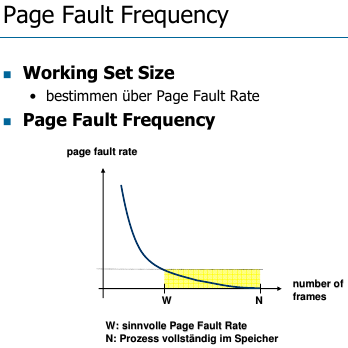 Page Fault Frequency
Working Set Size
bestimmen über Page Fault Rate
Page Fault Frequency
page fault rate
number of
frames
W
N
W: sinnvolle Page Fault Rate
N: Prozess vollständig im Speicher